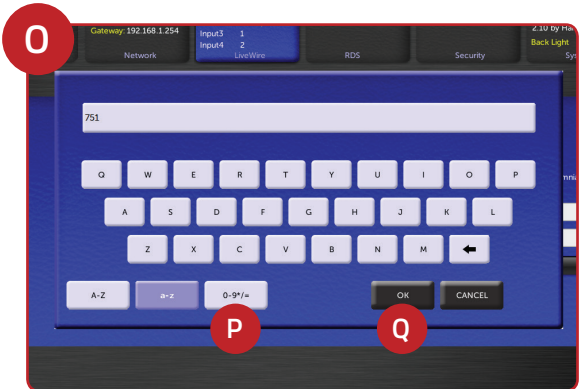 O
Gateway: 192.168.1.254
Input3 1
2.10 by Ha
Input4 2
Back Light
Network
LiveWire
RDS
Security
Sys
751
Q W E R T Y U I O P
A S D F G H J K L
Z X C V B N M
A-Z a-z 0-9*/= OK CANCEL
P Q